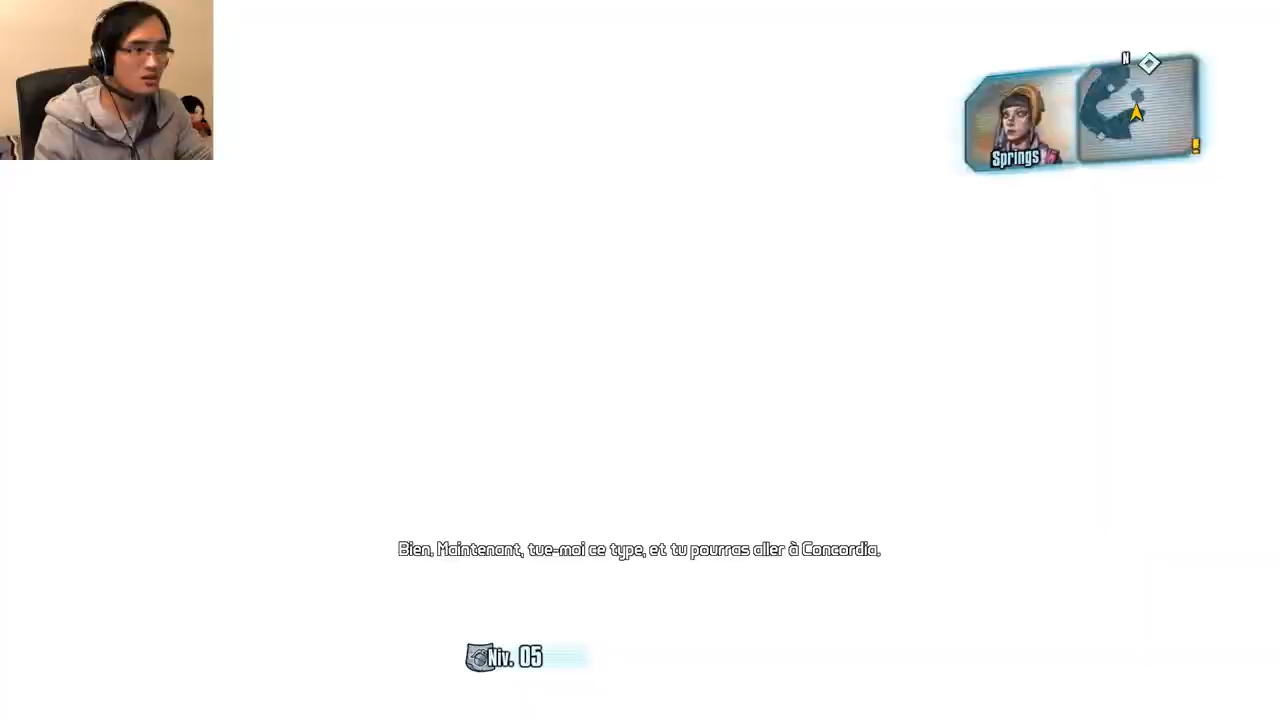 N
Springs
Bien. Maintenant, tue-moi ce type, et tu pourras aller à Concordia.
Niv. 05